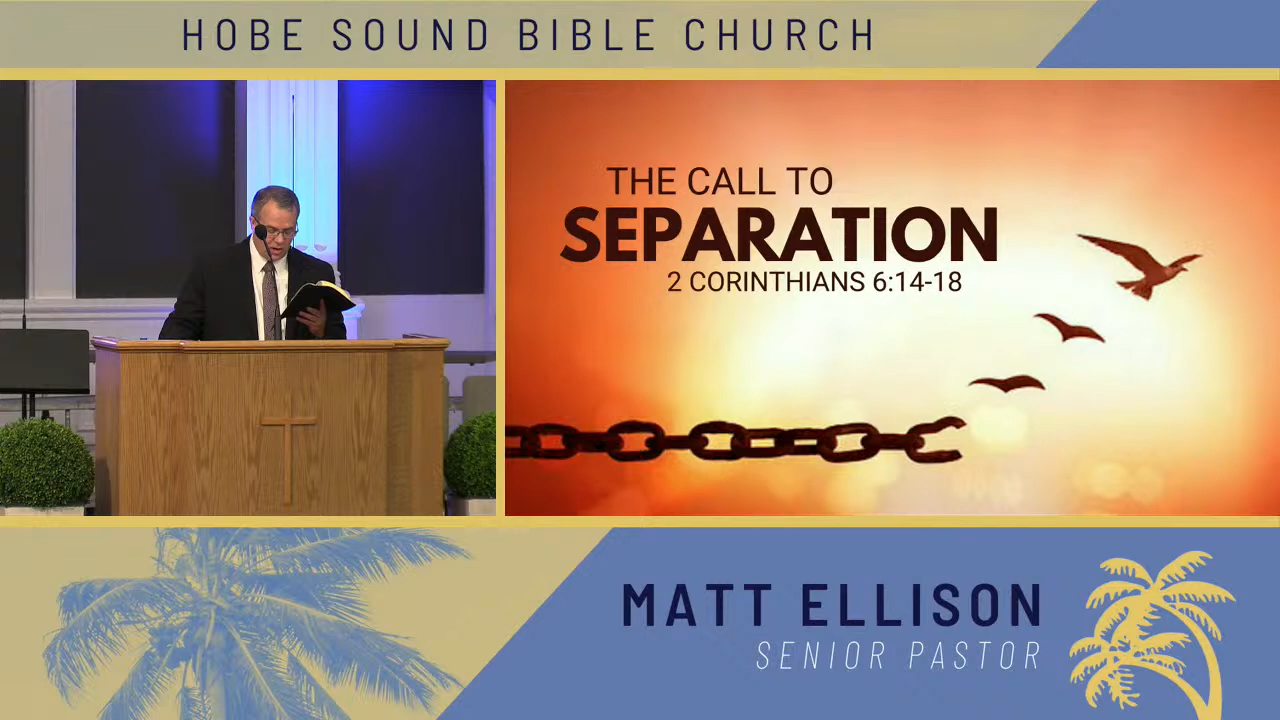 HOBE SOUND BIBLE CHURCH
THE CALL TO
SEPARATION
2 CORINTHIANS 6:14-18
MATT ELLISON
SENIOR PASTOR